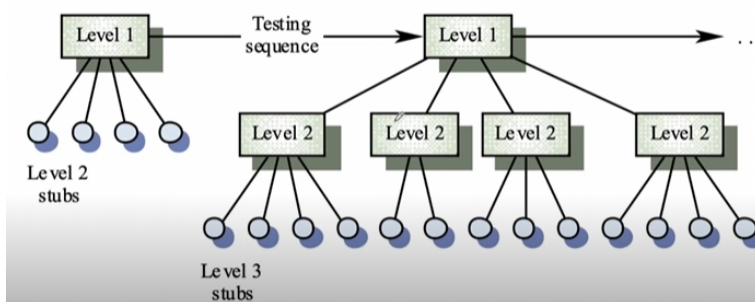 Level 1
Testing
sequence
Level 1
. .
Level 2
Level 2
Level 2
Level 2
Level 2
stubs
Level 3
stubs